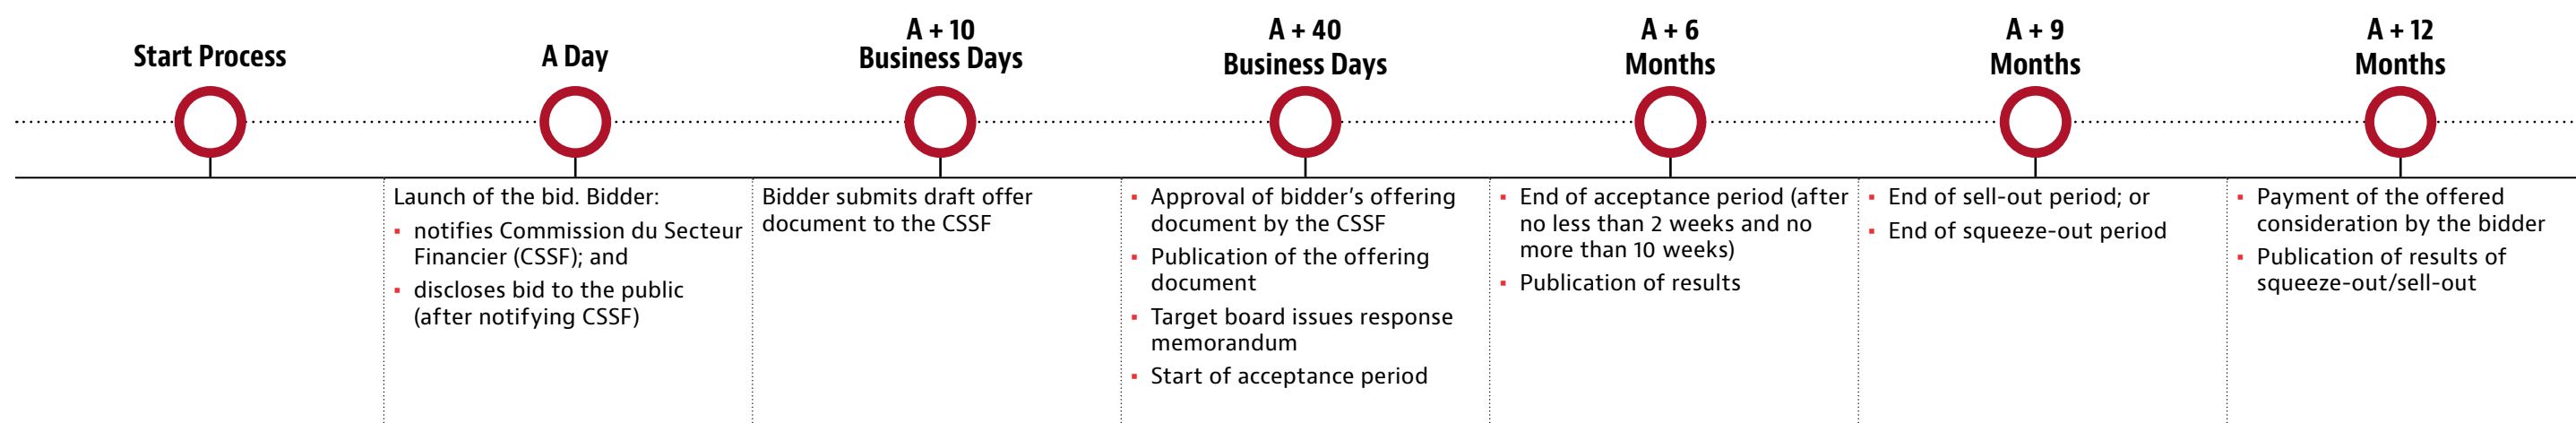 Start Process
A Day
A + 10
Business Days
A + 40
Business Days
A + 6
Months
A + 9
Months
A + 12
Months
Launch of the bid. Bidder:
▪ notifies Commission du Secteur
Financier (CSSF); and
▪ discloses bid to the public
(after notifying CSSF)
Bidder submits draft offer
document to the CSSF
▪ Approval of bidder’s offering
document by the CSSF
▪ Publication of the offering
document
▪ Target board issues response
memorandum
▪ Start of acceptance period
▪ End of acceptance period (after
no less than 2 weeks and no
more than 10 weeks)
▪ Publication of results
▪ End of sell-out period; or
▪ End of squeeze-out period
▪ Payment of the offered
consideration by the bidder
▪ Publication of results of
squeeze-out/sell-out